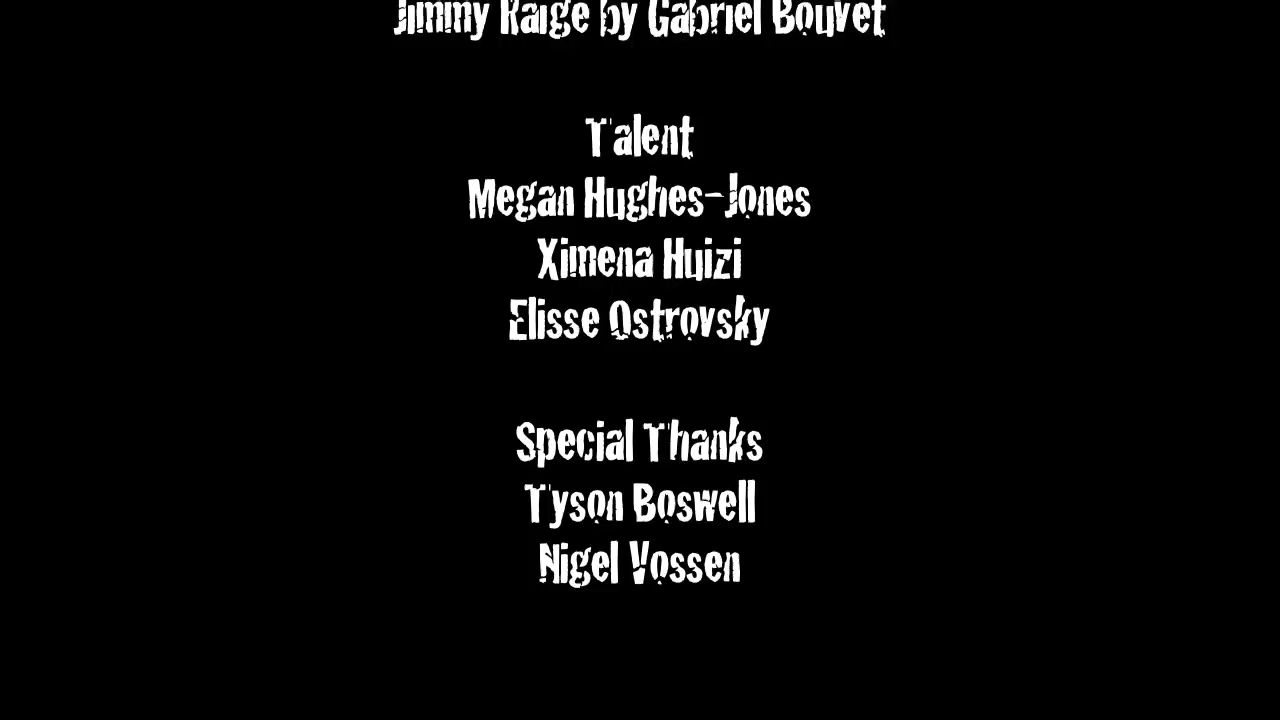 Jimmy Raige by Gabriel Bouvet
Talent
Megan Hughes-Jones
Ximena Huizi
Elisse Ostrovsky
Special Thanks
Tyson Boswell
Nigel Vossen